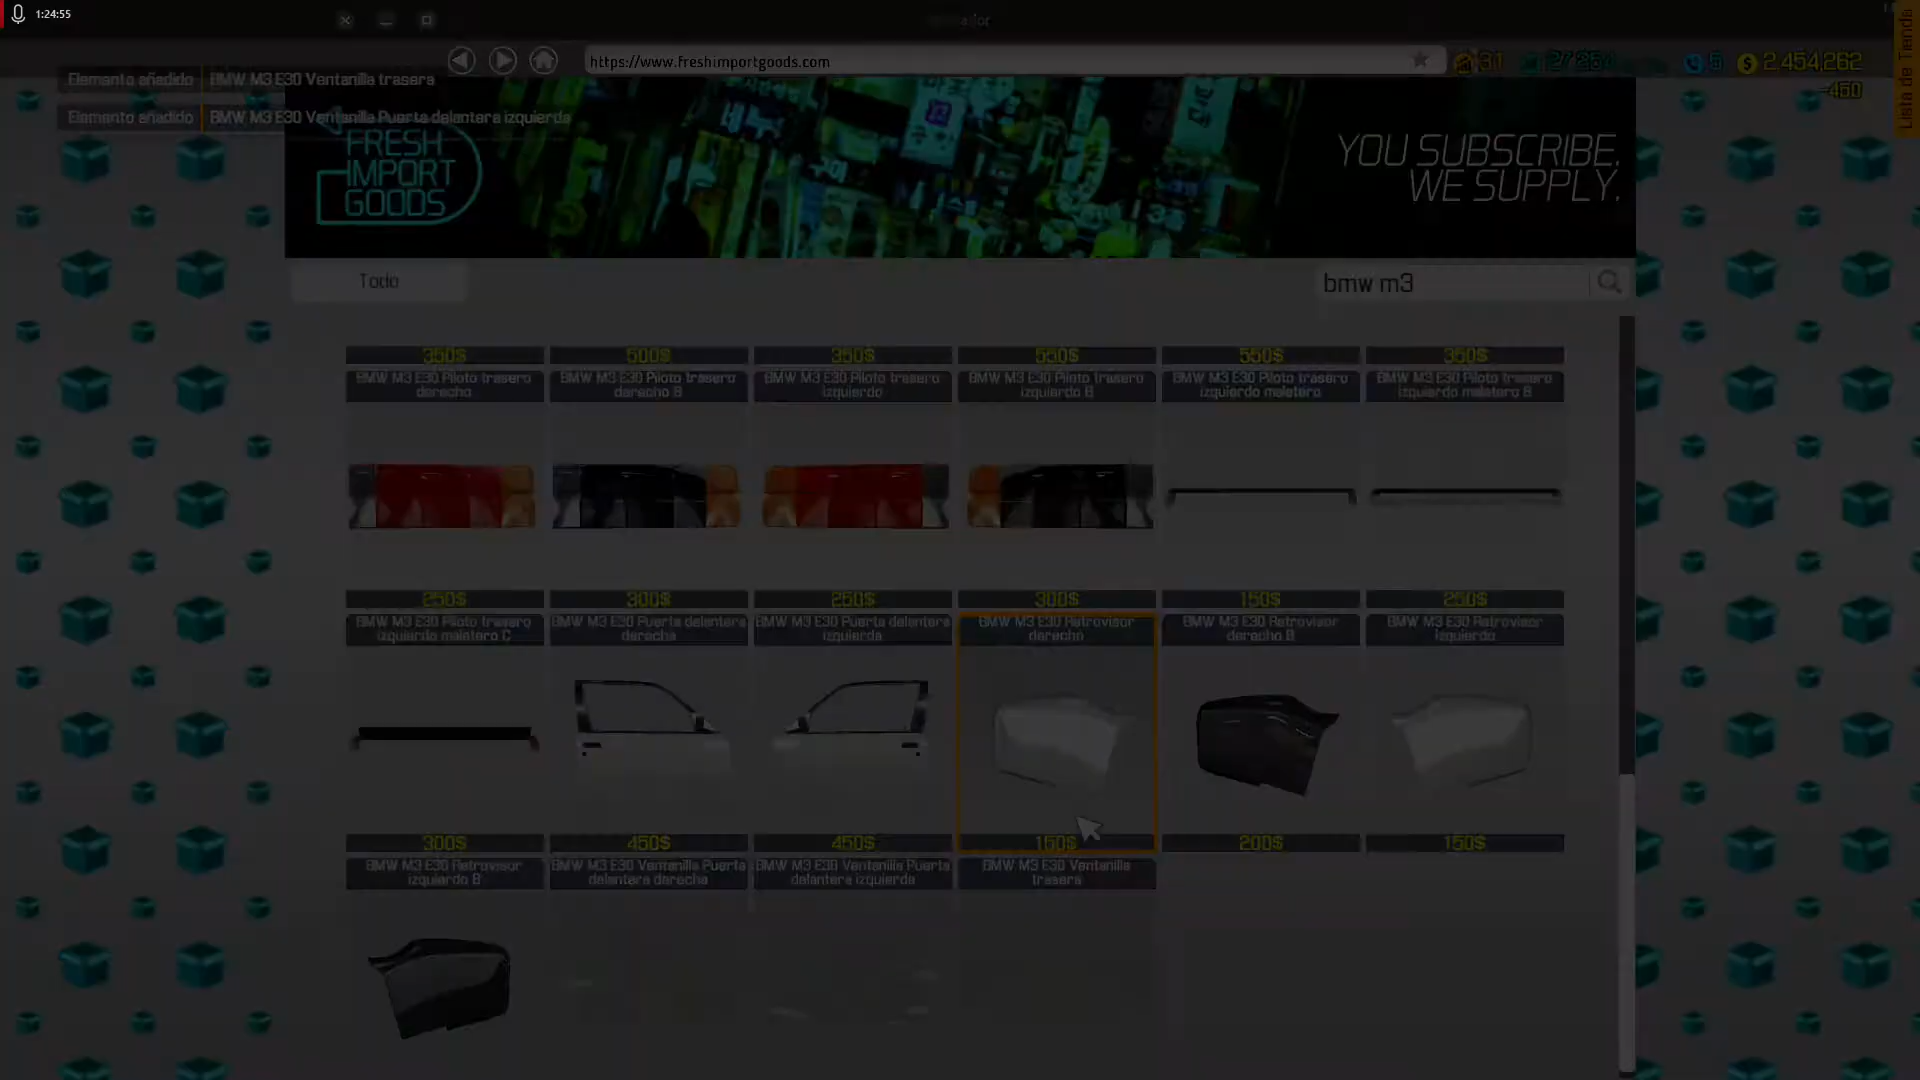 1:24:55
https://www.freshimportgoods.com
2,454,262
-450
Lista de Tienda
Elemento añadido BMW M3 E30 Ventanilla trasera
Elemento añadido BMW M3 E30 Ventanilla Puerta delantera izquierda
FRESH
IMPORT
GOODS
YOU SUBSCRIBE.
WE SUPPLY.
Todo
bmw m3
350$ 500$ 350$ 550$ 550$ 350$
BMW M3 E30 Piloto trasero
derecho
BMW M3 E30 Piloto trasero
derecho B
BMW M3 E30 Piloto trasero
izquierdo
BMW M3 E30 Piloto trasero
izquierdo B
BMW M3 E30 Piloto trasero
izquierdo maletero
BMW M3 E30 Piloto trasero
izquierdo maletero B
250$ 300$ 250$ 300$ 150$ 250$
BMW M3 E30 Piloto trasero
izquierdo maletero C
BMW M3 E30 Puerta delantera
derecha
BMW M3 E30 Puerta delantera
izquierda
BMW M3 E30 Retrovisor
derecho
BMW M3 E30 Retrovisor
derecho B
BMW M3 E30 Retrovisor
izquierdo
300$ 450$ 450$ 150$ 200$ 150$
BMW M3 E30 Retrovisor
izquierdo B
BMW M3 E30 Ventanilla Puerta
delantera derecha
BMW M3 E30 Ventanilla Puerta
delantera izquierda
BMW M3 E30 Ventanilla
trasera